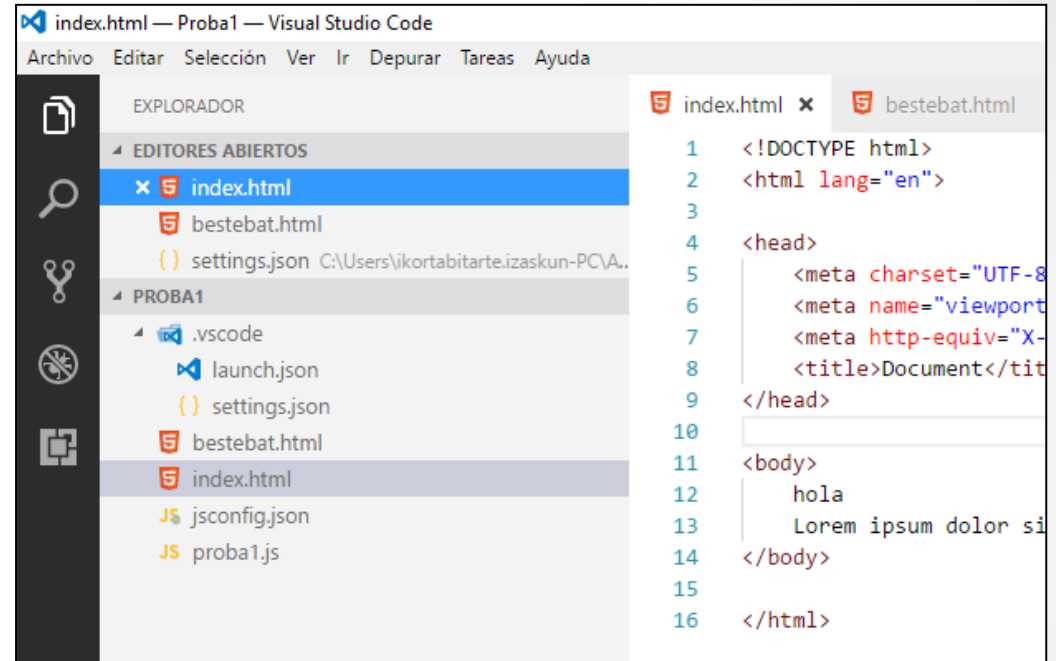 index.html — Proba1 — Visual Studio Code
Archivo Editar Selección Ver Ir Depurar Tareas Ayuda
EXPLORADOR
EDITORES ABIERTOS
index.html
bestebat.html
{ } settings.json C:\Users\ikortabitarte.izaskun-PC\A..
PROBA1
.vscode
launch.json
{ } settings.json
bestebat.html
index.html
JS jsconfig.json
JS proba1.js
index.html × bestebat.html
1 <!DOCTYPE html>
2 <html lang="en">
3
4 <head>
5 <meta charset="UTF-8
6 <meta name="viewport
7 <meta http-equiv="X-
8 <title>Document</tit
9 </head>
10
11 <body>
12 hola
13 Lorem ipsum dolor si
14 </body>
15
16 </html>